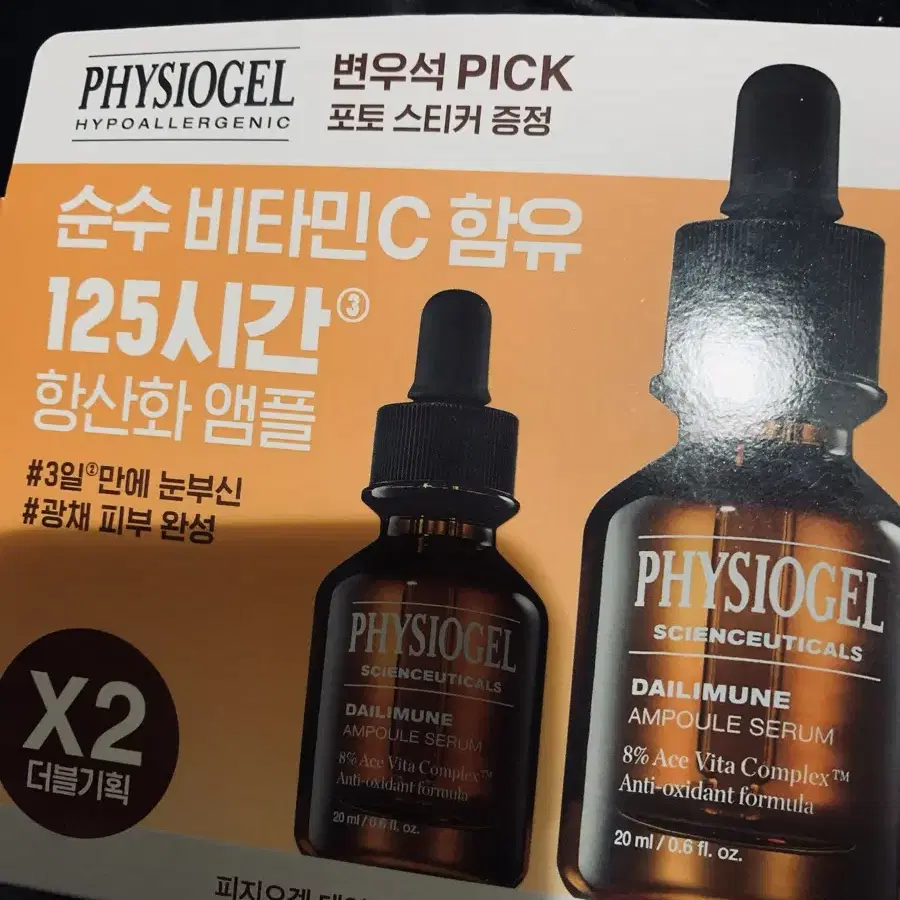 PHYSIOGEL
HYPOALLERGENIC
변우석 PICK
포토 스티커 증정
순수 비타민C 함유
125시간③
항산화 앰플
#3일②만에 눈부신
#광채 피부 완성
X2
더블기획
PHYSIOGEL
SCIENCEUTICALS
DAILIMUNE
AMPOULE SERUM
8% Ace Vita Complex™
Anti-oxidant formula
20 ml / 0.6 fl. oz.
PHYSIOGEL
SCIENCEUTICALS
DAILIMUNE
AMPOULE SERUM
8% Ace Vita Complex™
Anti-oxidant formula
20 ml / 0.6 fl. oz.
피지오겔